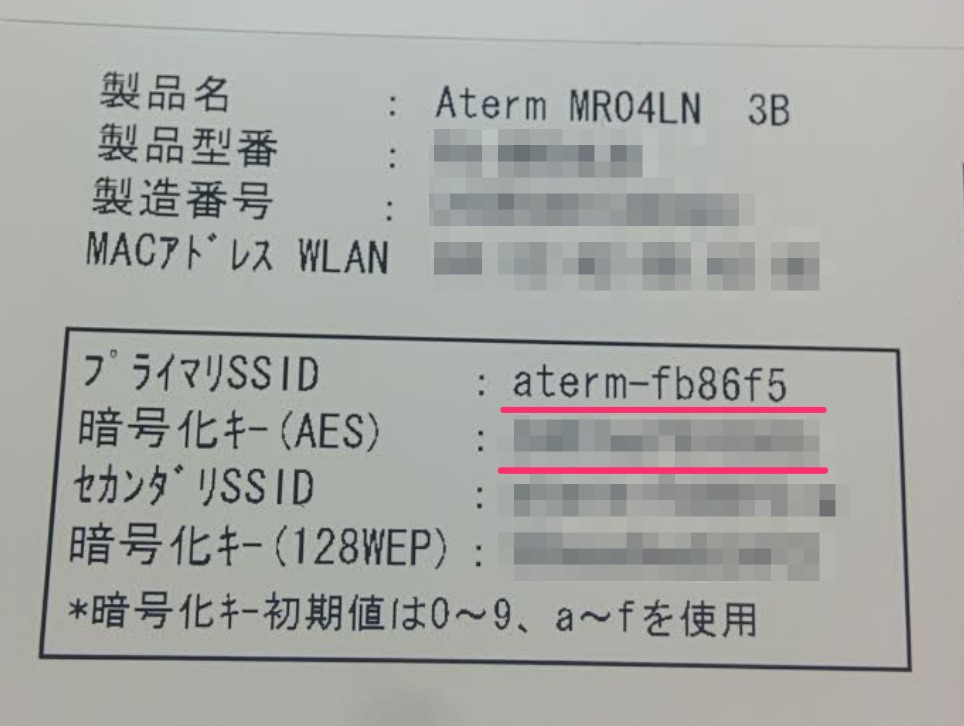 製品名 : Aterm MR04LN 3B
製品型番 :
製造番号 :
MACアドレス WLAN
プライマリSSID : aterm-fb86f5
暗号化キー(AES) :
セカンダリSSID :
暗号化キー(128WEP) :
*暗号化キー初期値は0～9、a～fを使用